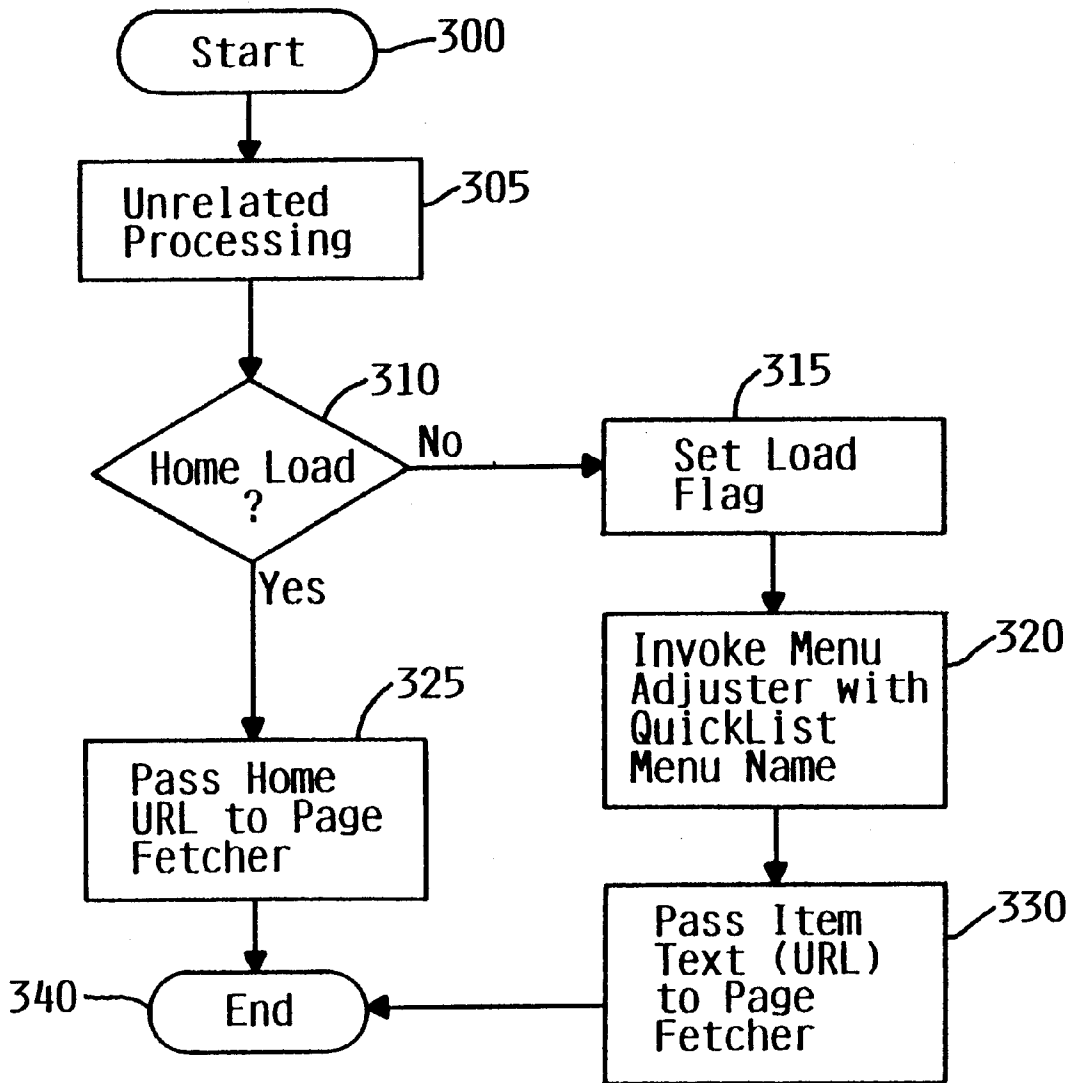 Start
300
Unrelated
Processing
305
Home Load
?
310
No
Yes
Set Load
Flag
315
Invoke Menu
Adjuster with
QuickList
Menu Name
320
Pass Home
URL to Page
Fetcher
325
Pass Item
Text (URL)
to Page
Fetcher
330
End
340